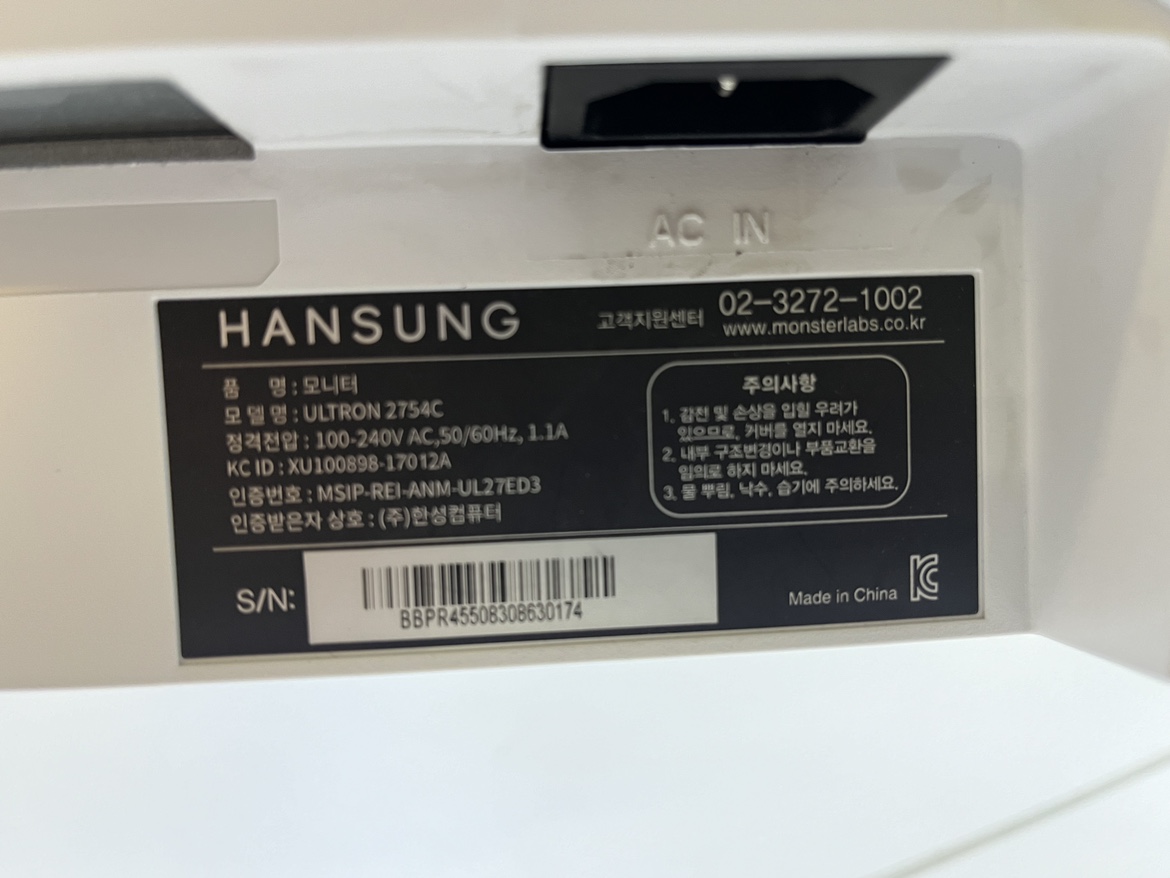 AC IN
HANSUNG
고객지원센터 02-3272-1002
www.monsterlabs.co.kr
품 명 : 모니터
모 델 명 : ULTRON 2754C
정격전압 : 100-240V AC,50/60Hz, 1.1A
KC ID : XU100898-17012A
인증번호 : MSIP-REI-ANM-UL27ED3
인증받은자 상호 : (주)한성컴퓨터
주의사항
1. 감전 및 손상을 입힐 우려가
있으므로, 커버를 열지 마세요.
2. 내부 구조변경이나 부품교환을
임의로 하지 마세요.
3. 물 뿌림, 낙수, 습기에 주의하세요.
S/N:
BBPR45508308630174
Made in China